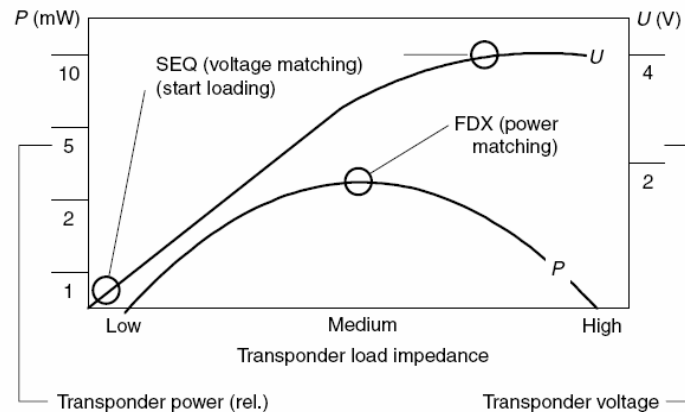 P (mW)
U (V)
10
SEQ (voltage matching)
(start loading)
U
4
5
FDX (power
matching)
2
2
1
P
Low
Medium
High
Transponder load impedance
Transponder power (rel.)
Transponder voltage